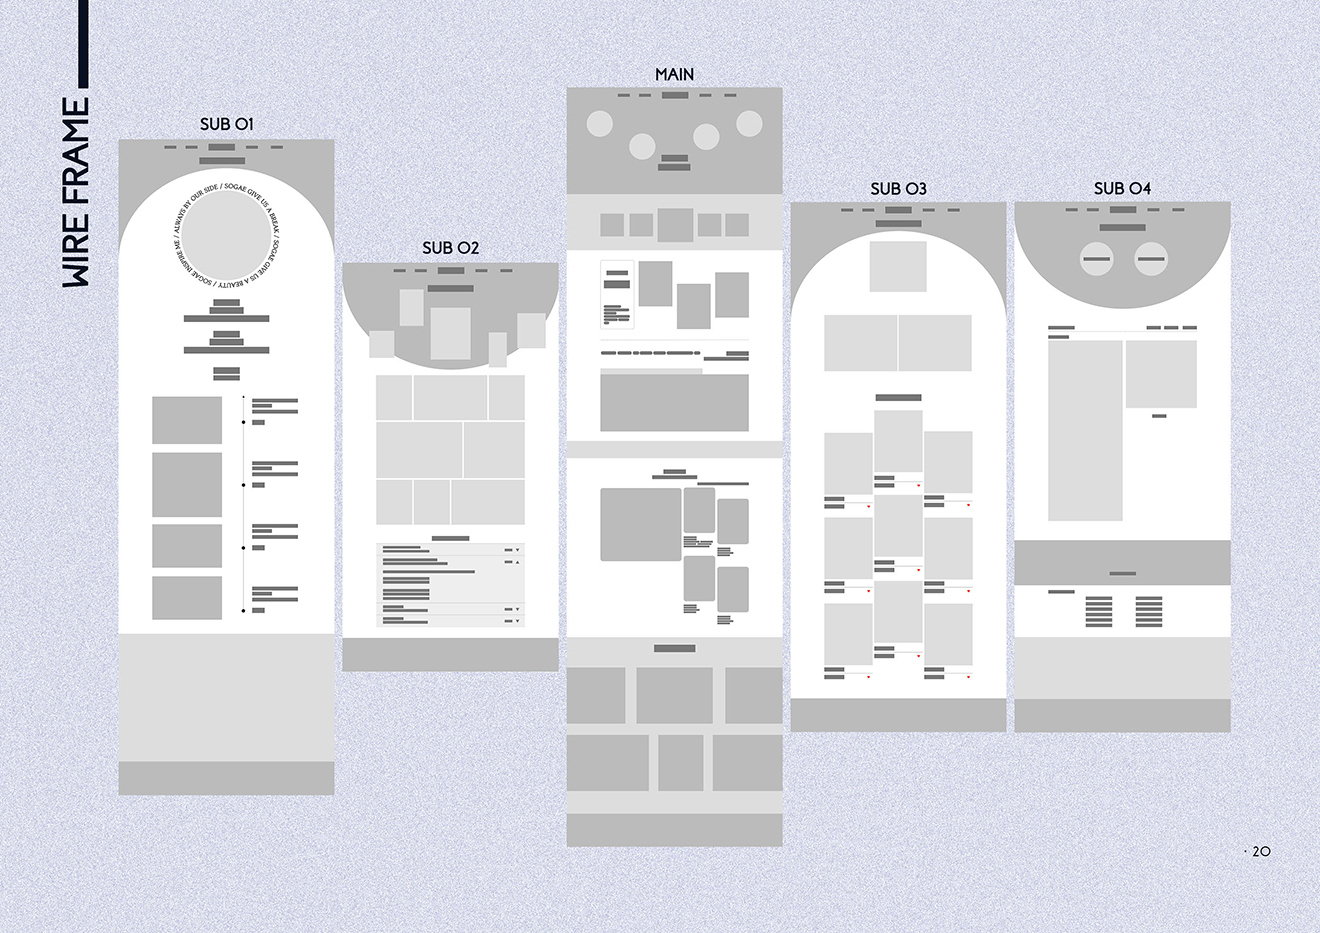 WIRE FRAME
SUB 01
ALWAYS BY OUR SIDE / SOGAE GIVE US A BREAK / SOGAE GIVE US A BEAUTY / SOGAE INSPIRE ME /
SUB 02
MAIN
SUB 03
SUB 04
· 20